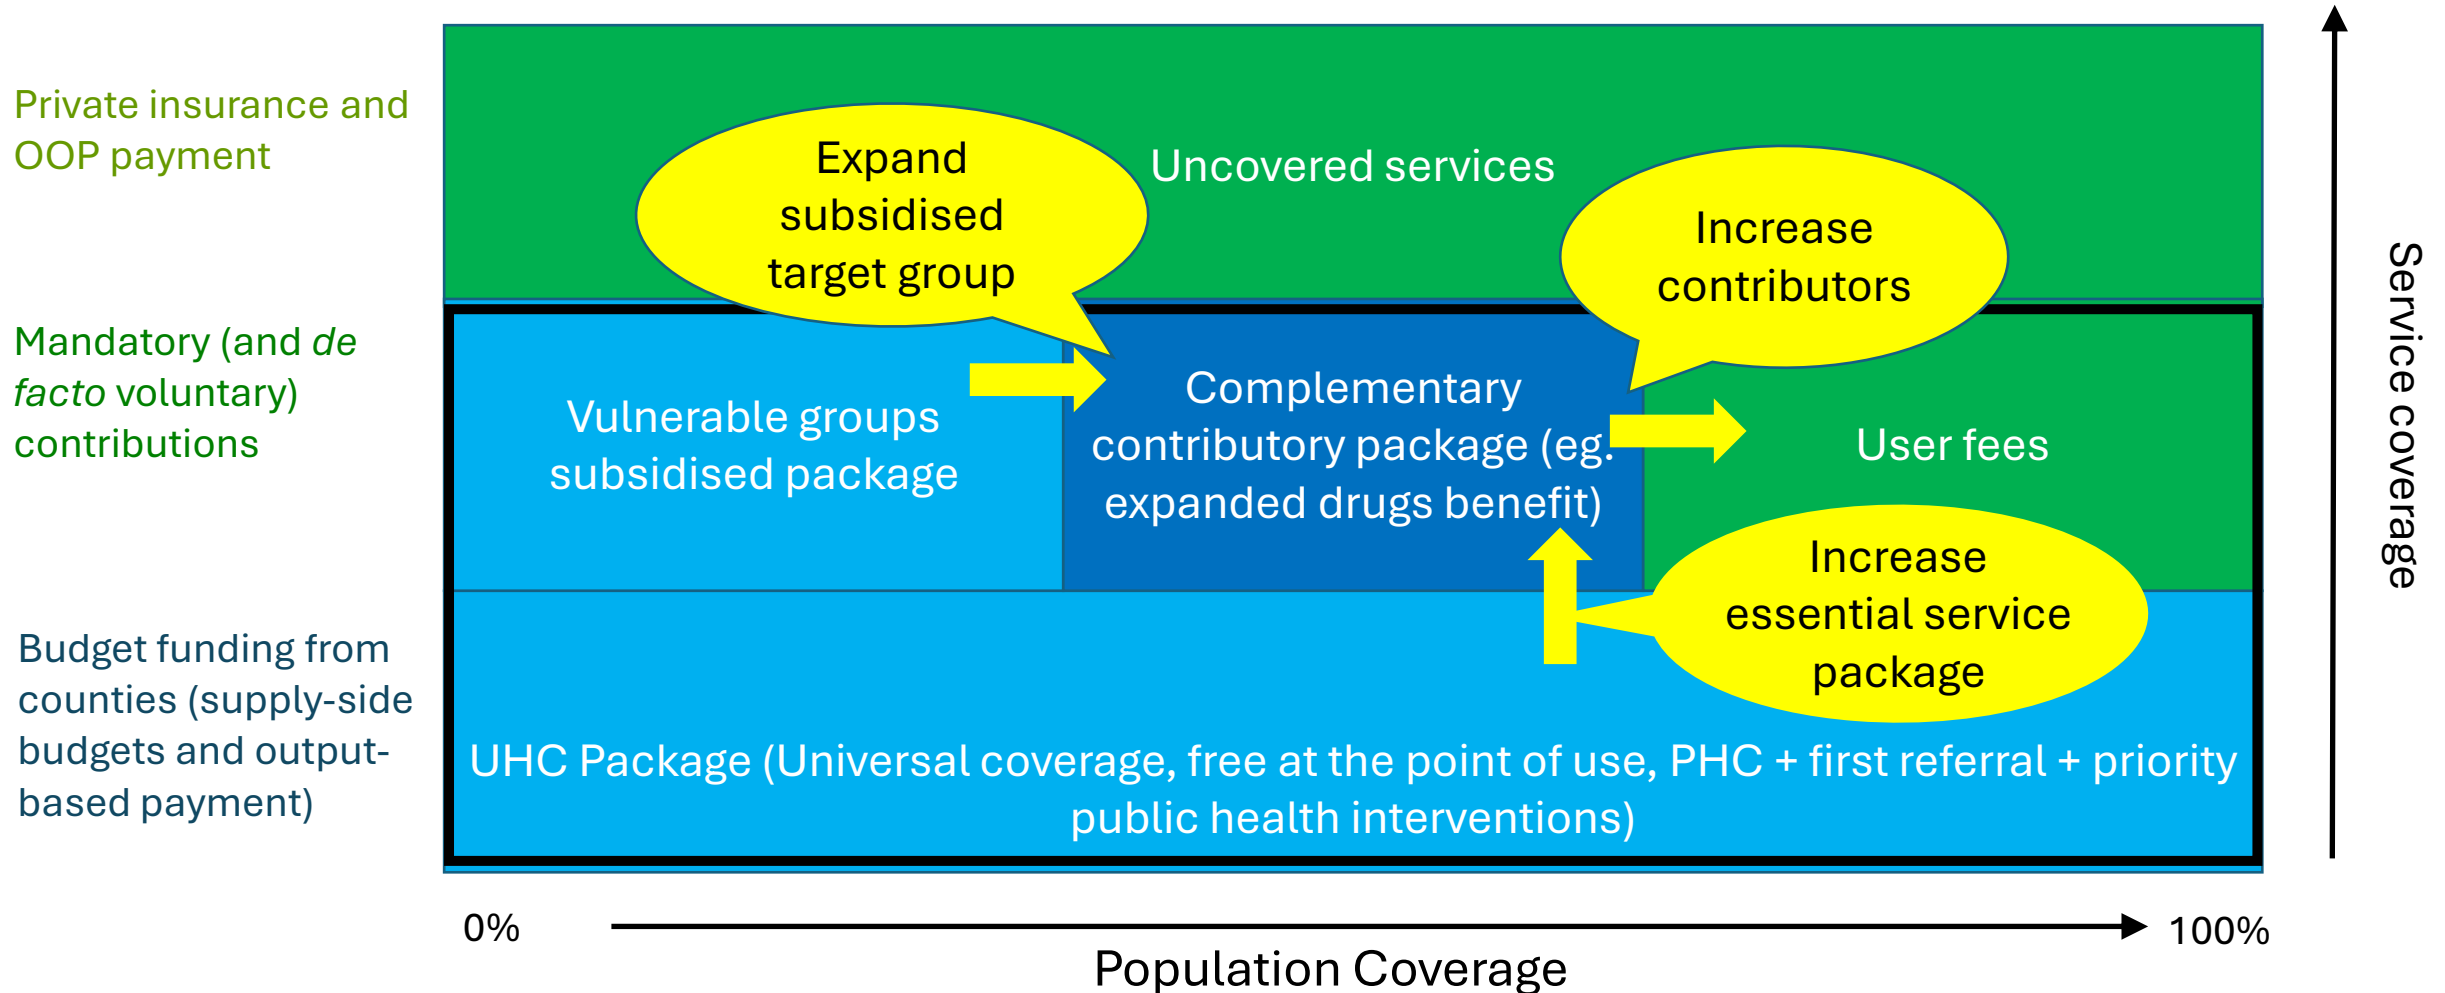 Private insurance and
OOP payment
Expand
subsidised
target group
Uncovered services
Increase
contributors
Service coverage
Mandatory (and de
facto voluntary)
contributions
Vulnerable groups
subsidised package
Complementary
contributory package (eg.
expanded drugs benefit)
User fees
Increase
essential service
package
Budget funding from
counties (supply-side
budgets and output-
based payment)
UHC Package (Universal coverage, free at the point of use, PHC + first referral + priority
public health interventions)
0%
100%
Population Coverage